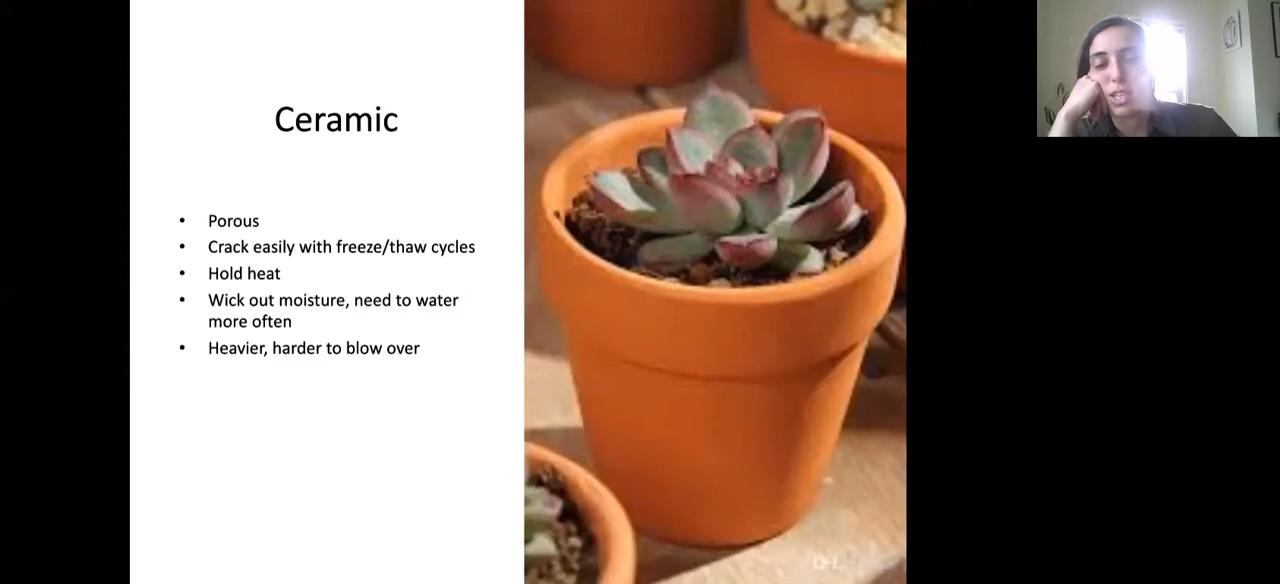 Ceramic
• Porous
• Crack easily with freeze/thaw cycles
• Hold heat
• Wick out moisture, need to water
more often
• Heavier, harder to blow over